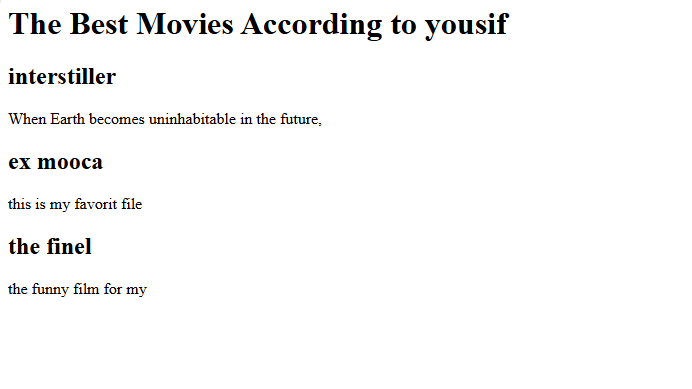 The Best Movies According to yousif
interstiller
When Earth becomes uninhabitable in the future,
ex mooca
this is my favorit file
the finel
the funny film for my